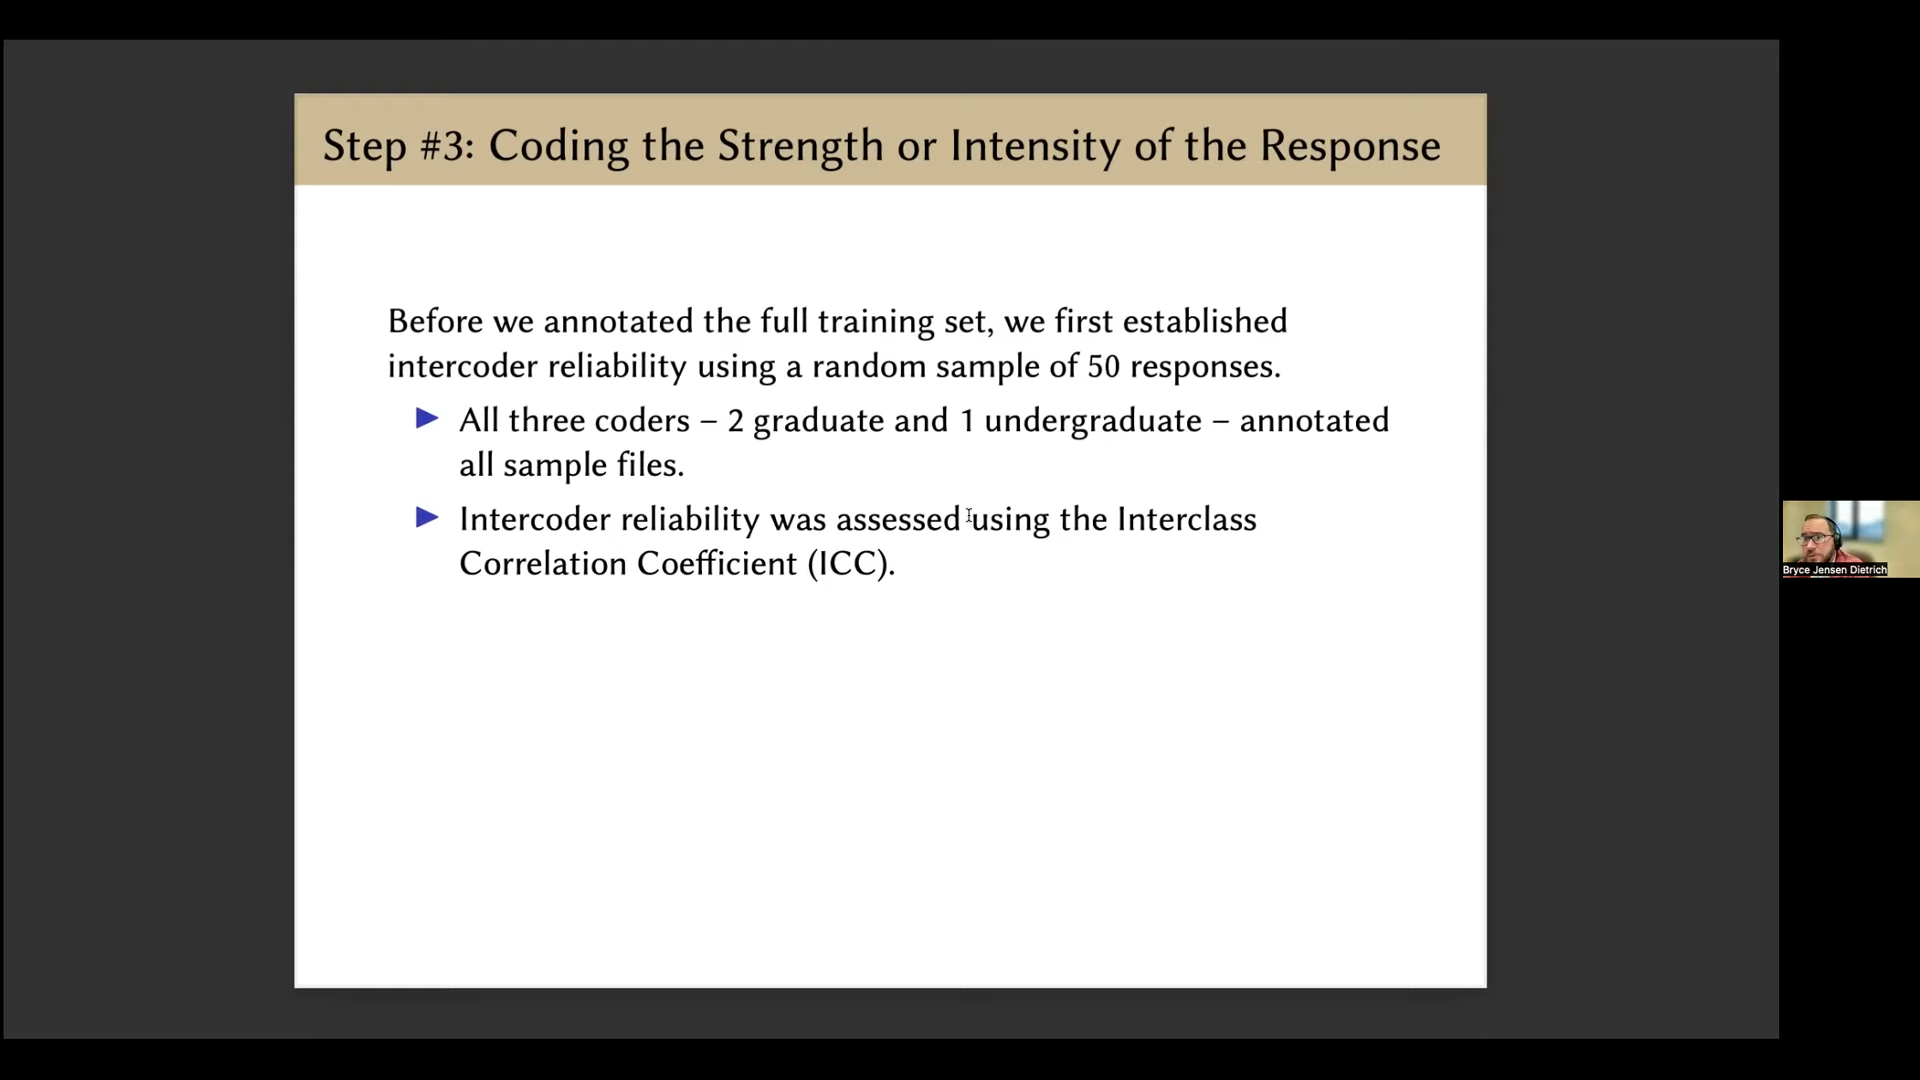 Step #3: Coding the Strength or Intensity of the Response
Before we annotated the full training set, we first established
intercoder reliability using a random sample of 50 responses.
All three coders – 2 graduate and 1 undergraduate – annotated
all sample files.
Intercoder reliability was assessed using the Interclass
Correlation Coefficient (ICC).
Bryce Jensen Dietrich